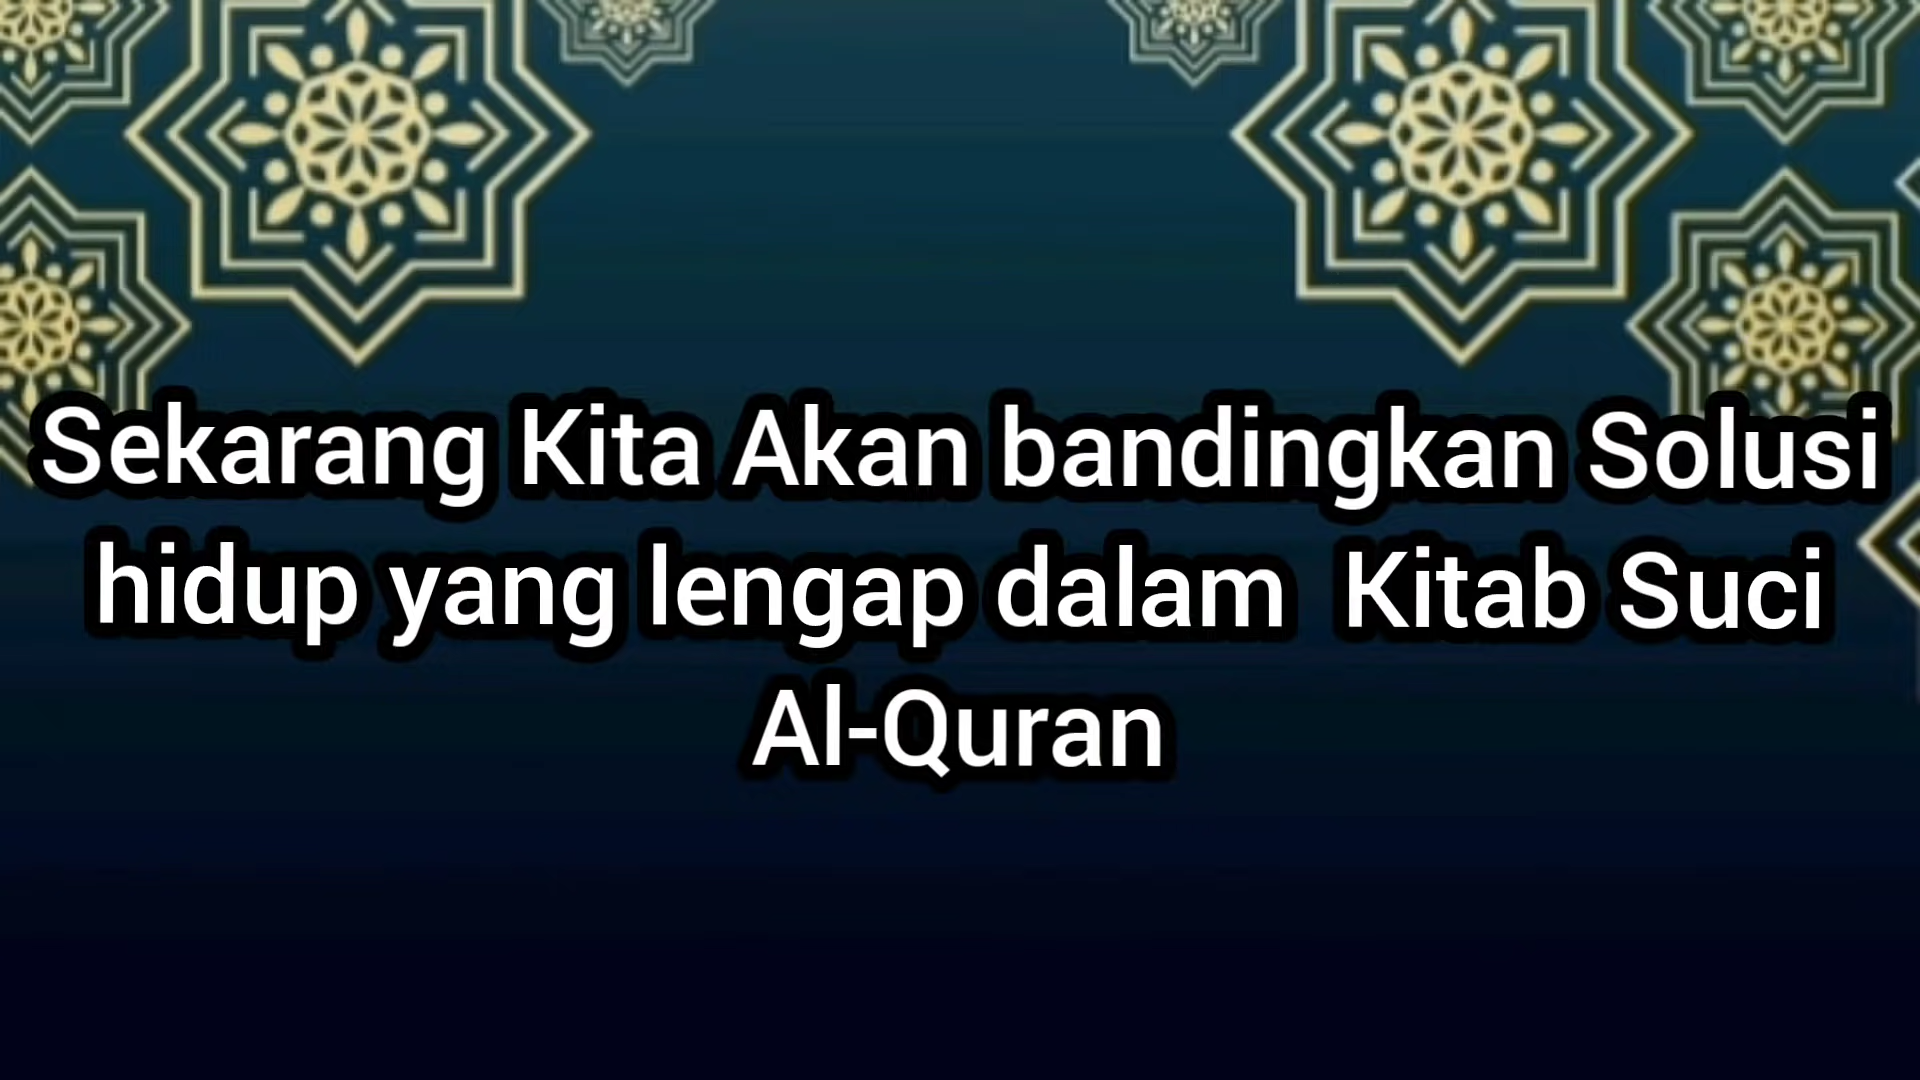 Sekarang Kita Akan bandingkan Solusi
hidup yang lengap dalam  Kitab Suci
Al-Quran